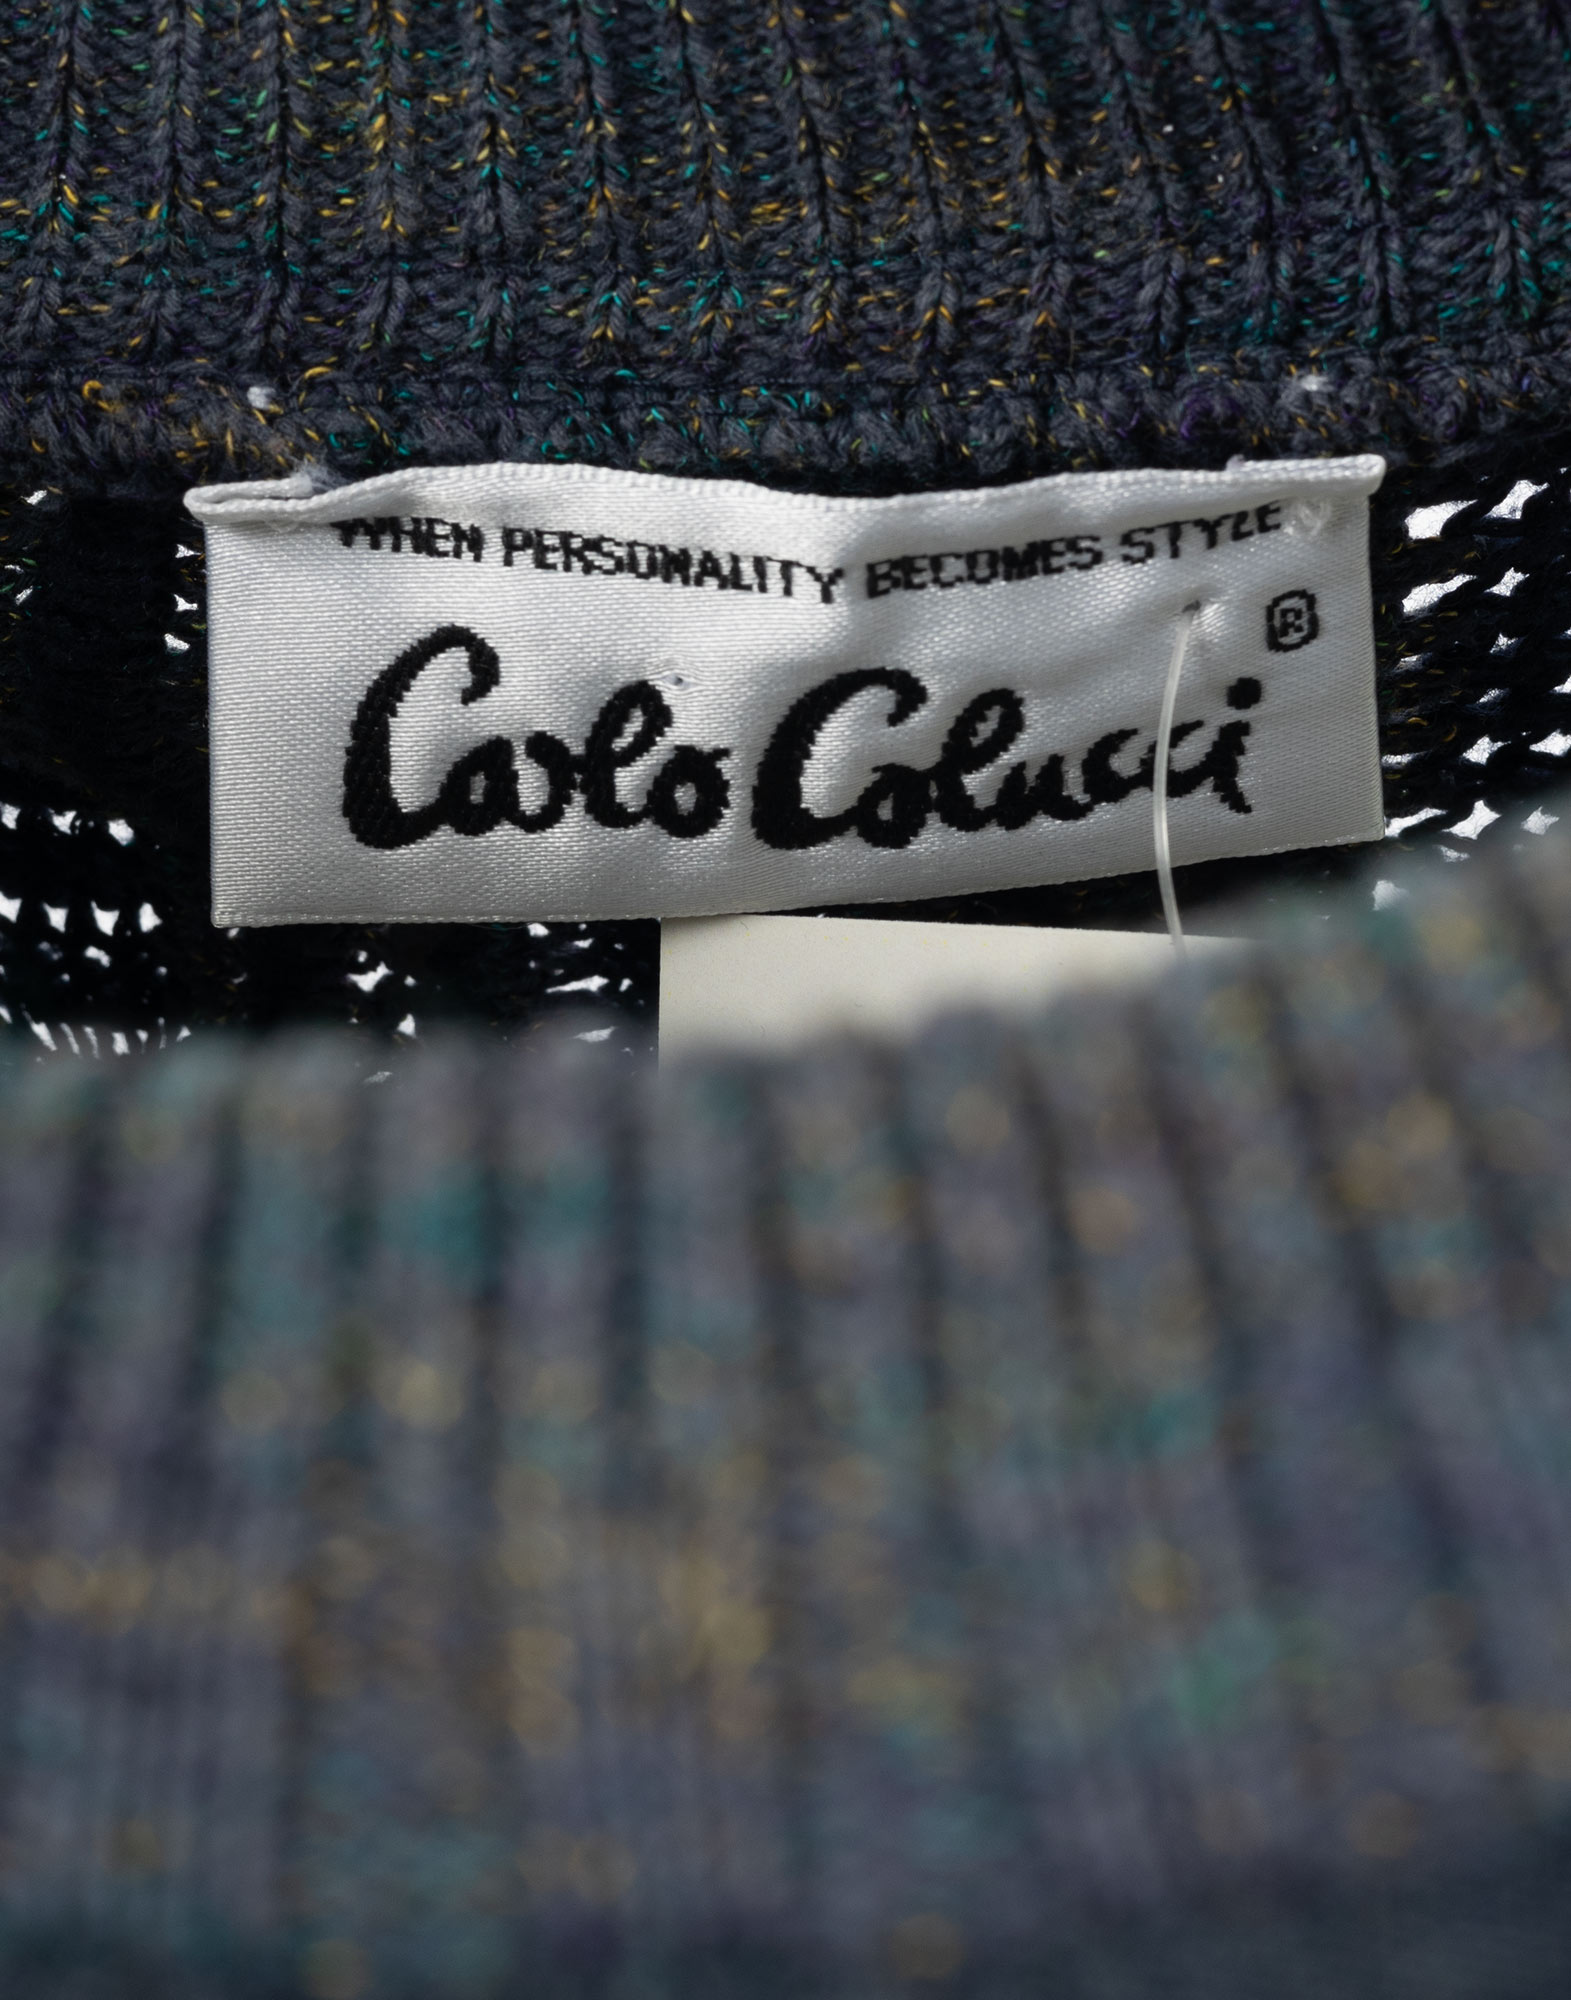 WHEN PERSONALITY BECOMES STYLE
Carlo Colucci ®